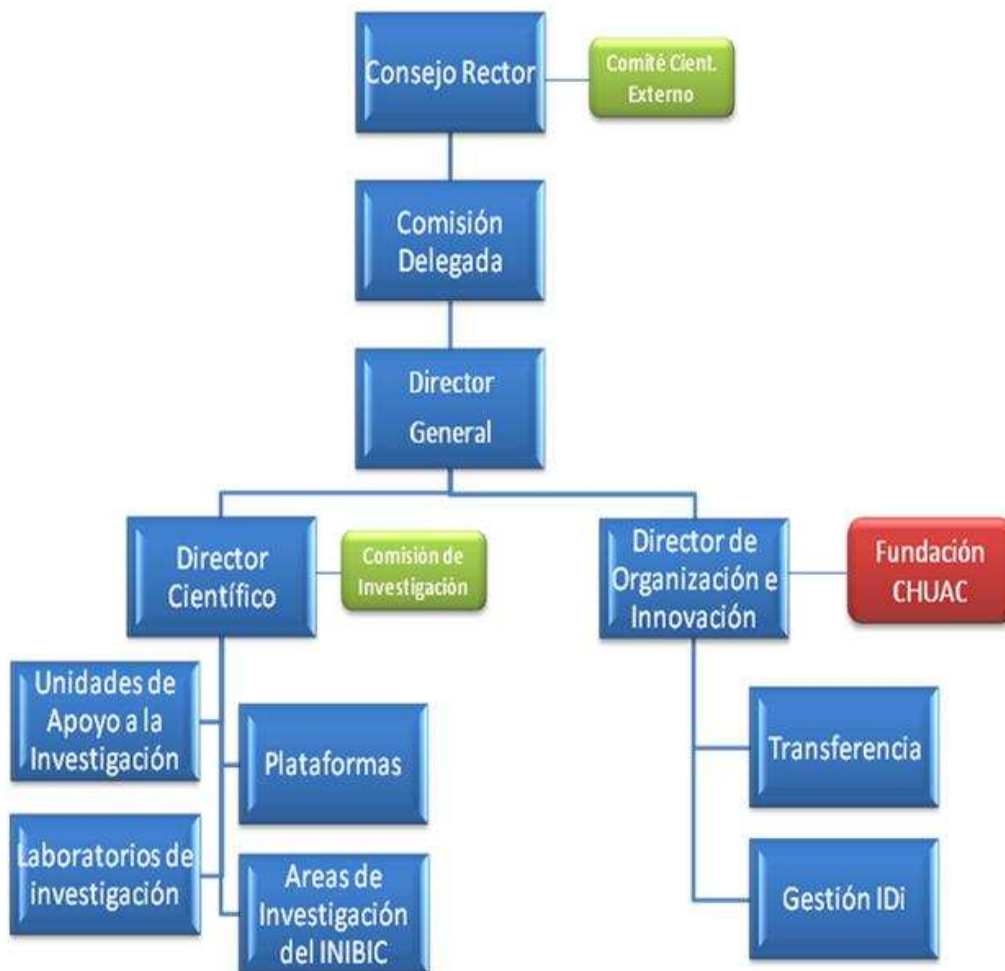 Consejo Rector
Comité Cient.
Externo
Comisión
Delegada
Director
General
Director
Científico
Comisión de
Investigación
Director de
Organización e
Innovación
Fundación
CHUAC
Unidades de
Apoyo a la
Investigación
Plataformas
Laboratorios de
investigación
Areas de
Investigación
del INIBIC
Transferencia
Gestión IDi